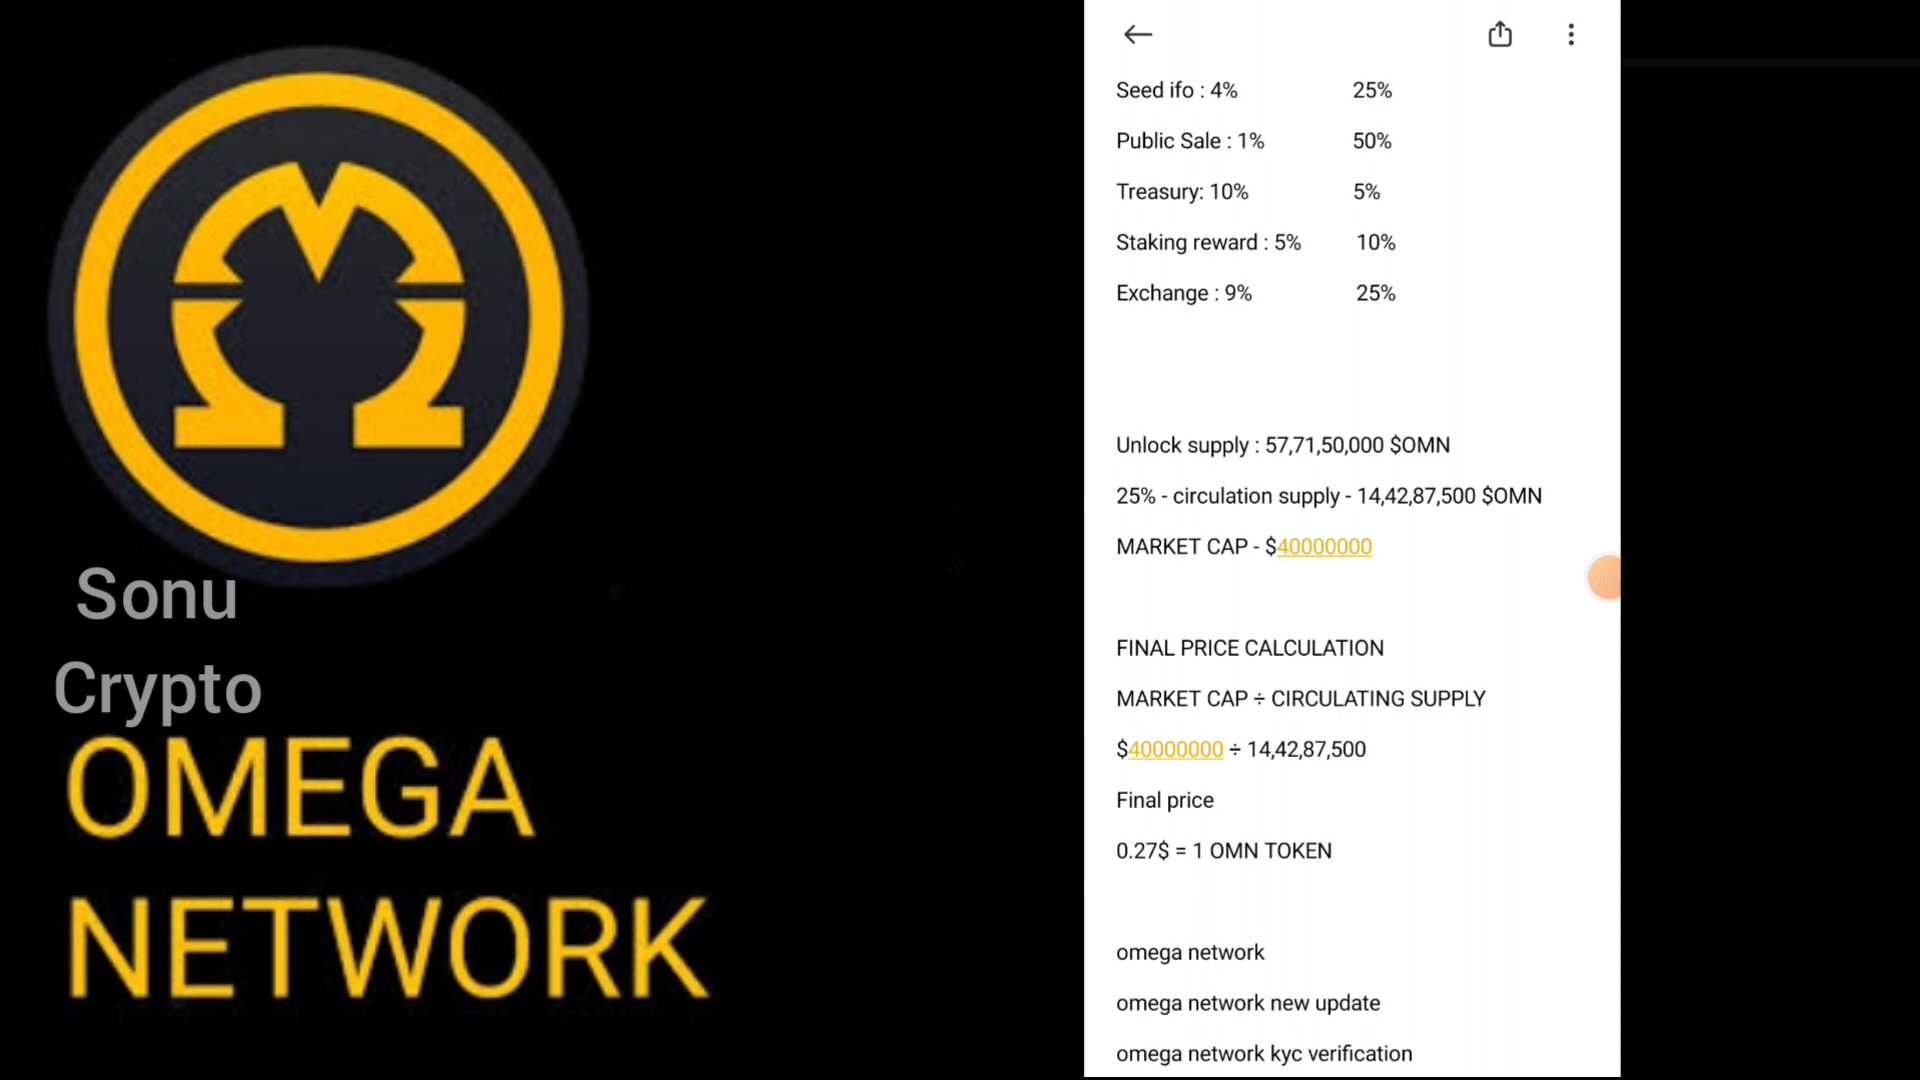 Sonu
Crypto
OMEGA
NETWORK
Seed ifo : 4% 25%
Public Sale : 1% 50%
Treasury: 10% 5%
Staking reward : 5% 10%
Exchange : 9% 25%
Unlock supply : 57,71,50,000 $OMN
25% - circulation supply - 14,42,87,500 $OMN
MARKET CAP - $40000000
FINAL PRICE CALCULATION
MARKET CAP ÷ CIRCULATING SUPPLY
$40000000 ÷ 14,42,87,500
Final price
0.27$ = 1 OMN TOKEN
omega network
omega network new update
omega network kyc verification